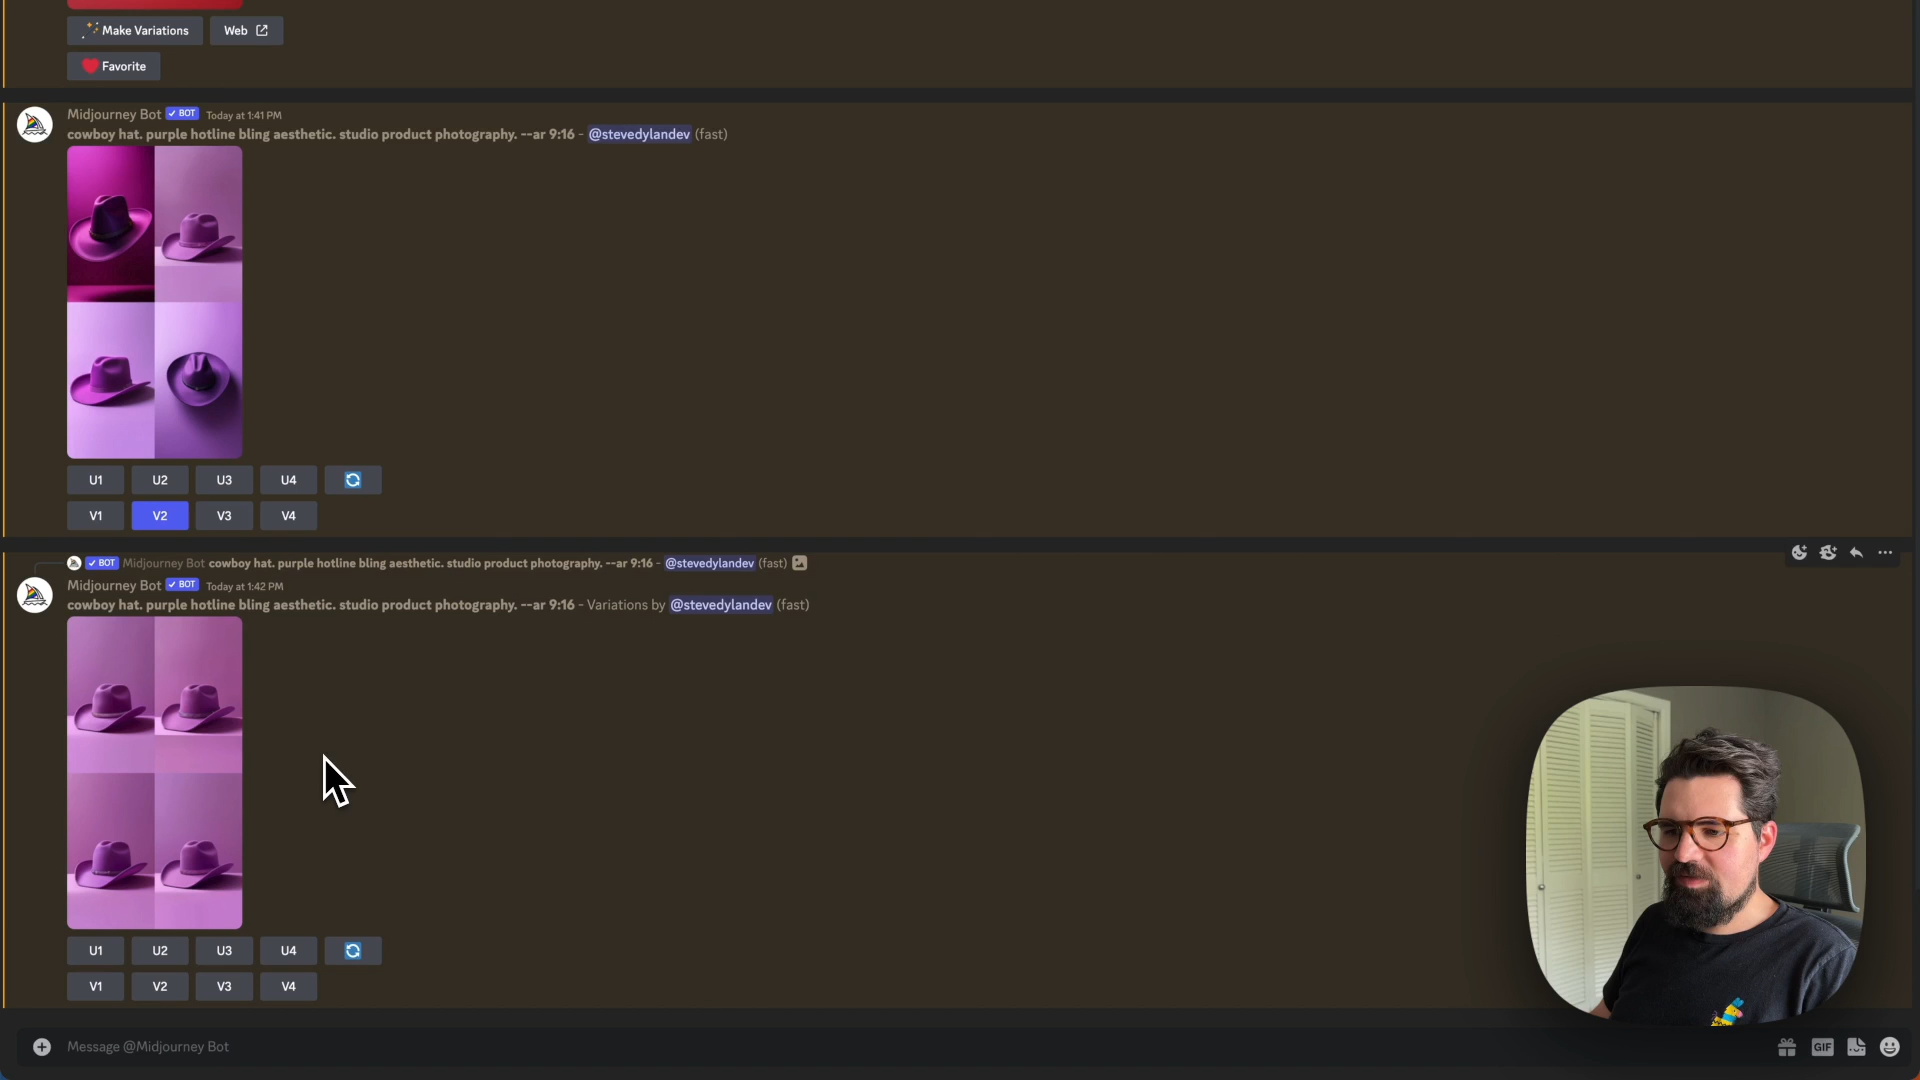 Make Variations
Web
Favorite
Midjourney Bot ✓ BOT Today at 1:41 PM
cowboy hat. purple hotline bling aesthetic. studio product photography. --ar 9:16 - @stevedylandev (fast)
U1 U2 U3 U4
V1 V2 V3 V4
✓ BOT Midjourney Bot cowboy hat. purple hotline bling aesthetic. studio product photography. --ar 9:16 - @stevedylandev (fast)
Midjourney Bot ✓ BOT Today at 1:42 PM
cowboy hat. purple hotline bling aesthetic. studio product photography. --ar 9:16 - Variations by @stevedylandev (fast)
U1 U2 U3 U4
V1 V2 V3 V4
Message @Midjourney Bot
GIF